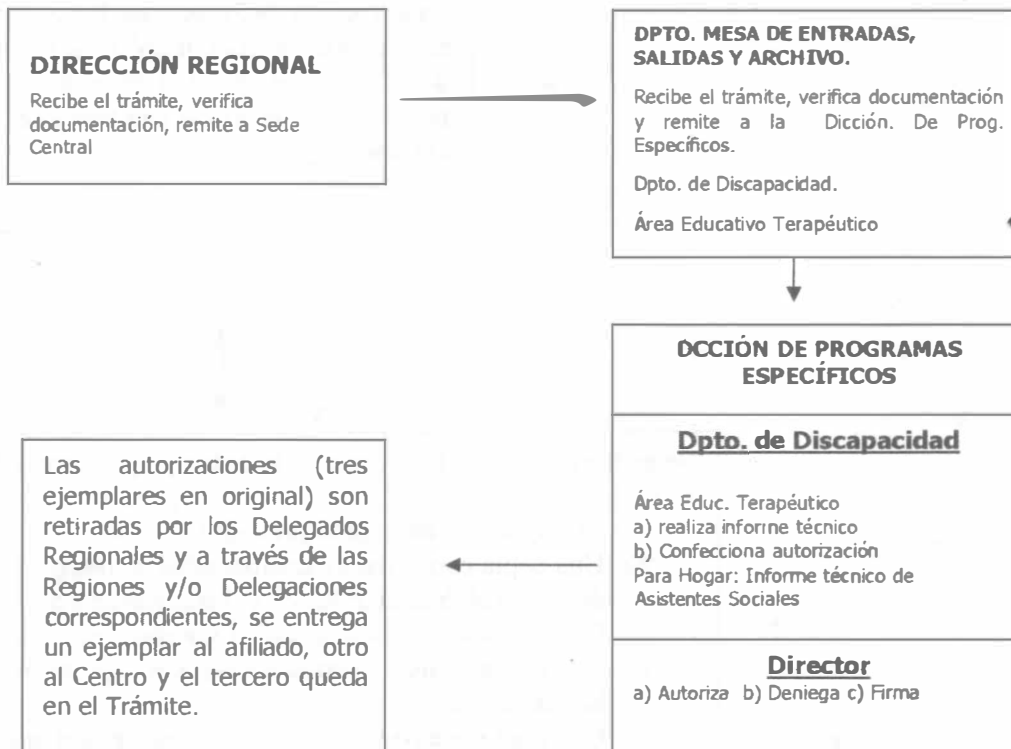 DIRECCIÓN REGIONAL
Recibe el trámite, verifica
documentación, remite a Sede
Central
DPTO. MESA DE ENTRADAS,
SALIDAS Y ARCHIVO.
Recibe el trámite, verifica documentación
y remite a la Dicción. De Prog.
Específicos.
Dpto. de Discapacidad.
Área Educativo Terapéutico
DCCIÓN DE PROGRAMAS
ESPECÍFICOS
Dpto. de Discapacidad
Área Educ. Terapéutico
a) realiza informe técnico
b) Confecciona autorización
Para Hogar: Informe técnico de
Asistentes Sociales
Director
a) Autoriza b) Deniega c) Firma
Las autorizaciones (tres
ejemplares en original) son
retiradas por los Delegados
Regionales y a través de las
Regiones y/o Delegaciones
correspondientes, se entrega
un ejemplar al afiliado, otro
al Centro y el tercero queda
en el Trámite.